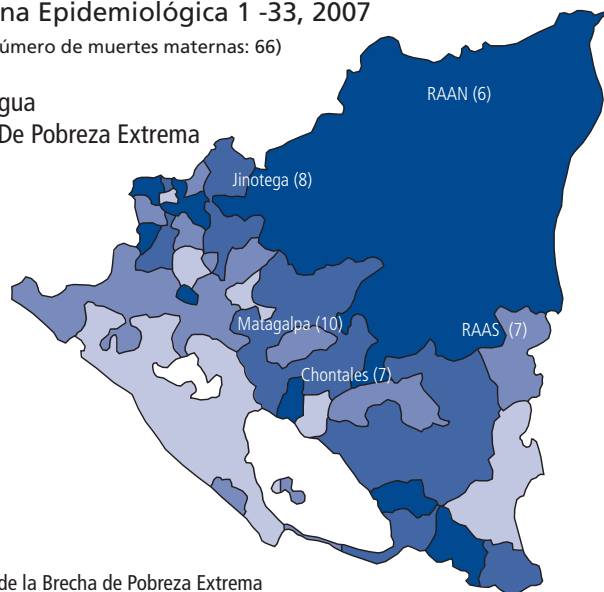 na Epidemiológica 1 -33, 2007
úmero de muertes maternas: 66)
gua
De Pobreza Extrema
RAAN (6)
Jinotega (8)
Matagalpa (10)
RAAS (7)
Chontales (7)
de la Brecha de Pobreza Extrema